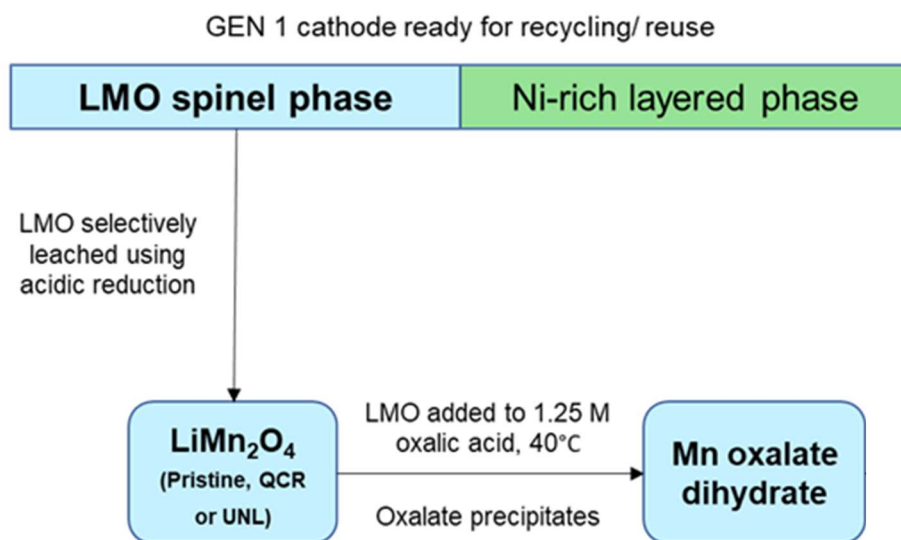 GEN 1 cathode ready for recycling/ reuse
LMO spinel phase
Ni-rich layered phase
LMO selectively
leached using
acidic reduction
LiMn₂O₄
(Pristine, QCR
or UNL)
LMO added to 1.25 M
oxalic acid, 40°C
Oxalate precipitates
Mn oxalate
dihydrate